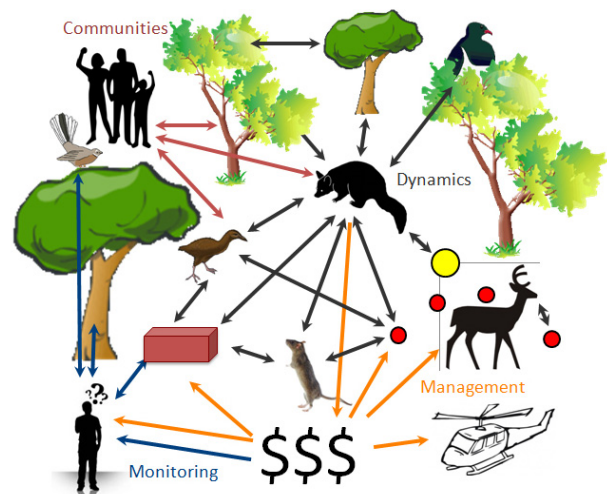 Communities
Dynamics
Management
???
$$$
Monitoring